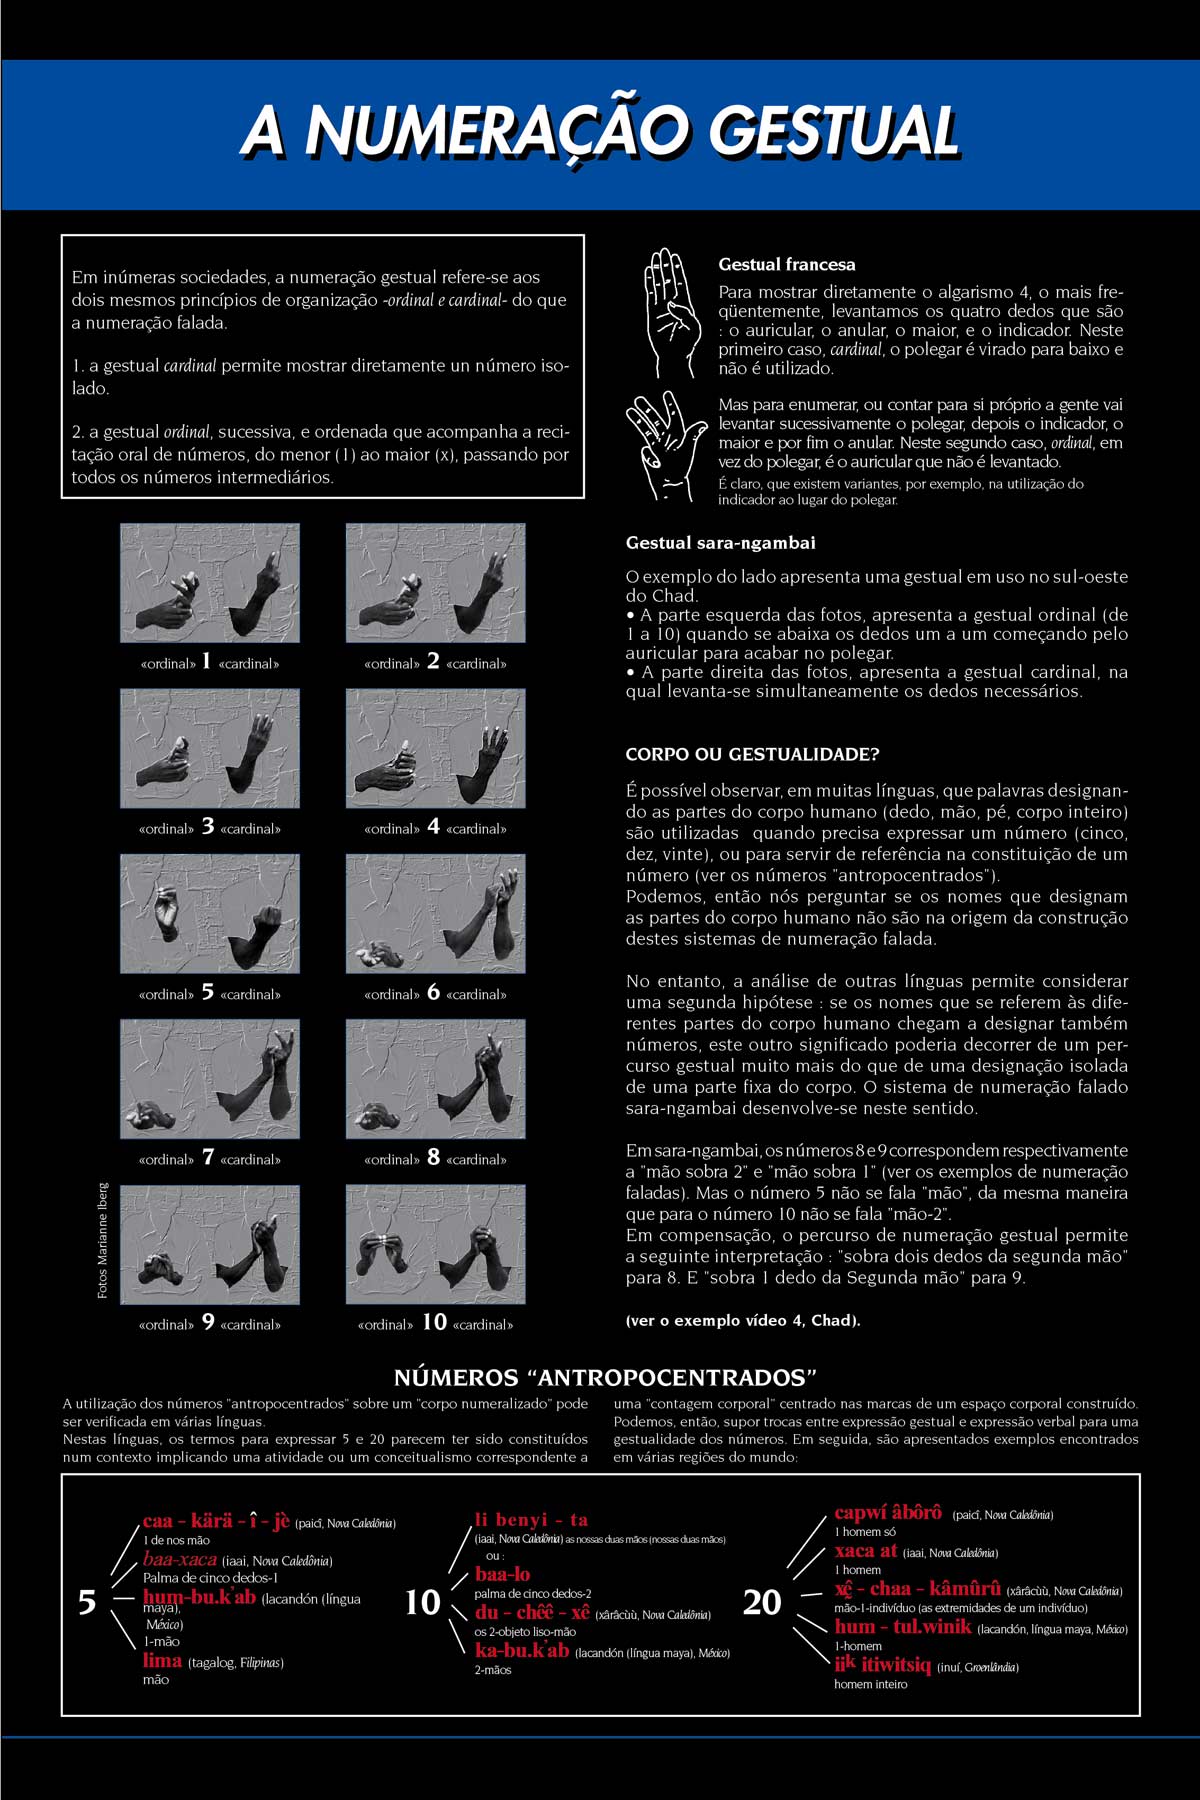 A NUMERAÇÃO GESTUAL
Em inúmeras sociedades, a numeração gestual refere-se aos
dois mesmos princípios de organização -ordinal e cardinal- do que
a numeração falada.
1. a gestual cardinal permite mostrar diretamente un número iso-
lado.
2. a gestual ordinal, sucessiva, e ordenada que acompanha a reci-
tação oral de números, do menor (1) ao maior (x), passando por
todos os números intermediários.
Gestual francesa
Para mostrar diretamente o algarismo 4, o mais fre-
qüentemente, levantamos os quatro dedos que são
: o auricular, o anular, o maior, e o indicador. Neste
primeiro caso, cardinal, o polegar é virado para baixo e
não é utilizado.
Mas para enumerar, ou contar para si próprio a gente vai
levantar sucessivamente o polegar, depois o indicador, o
maior e por fim o anular. Neste segundo caso, ordinal, em
vez do polegar, é o auricular que não é levantado.
É claro, que existem variantes, por exemplo, na utilização do
indicador ao lugar do polegar.
«ordinal» 1 «cardinal»
«ordinal» 2 «cardinal»
«ordinal» 3 «cardinal»
«ordinal» 4 «cardinal»
«ordinal» 5 «cardinal»
«ordinal» 6 «cardinal»
«ordinal» 7 «cardinal»
«ordinal» 8 «cardinal»
«ordinal» 9 «cardinal»
«ordinal» 10 «cardinal»
Fotos Marianne Iberg
Gestual sara-ngambai
O exemplo do lado apresenta uma gestual em uso no sul-oeste
do Chad.
• A parte esquerda das fotos, apresenta a gestual ordinal (de
1 a 10) quando se abaixa os dedos um a um começando pelo
auricular para acabar no polegar.
• A parte direita das fotos, apresenta a gestual cardinal, na
qual levanta-se simultaneamente os dedos necessários.
CORPO OU GESTUALIDADE?
É possível observar, em muitas línguas, que palavras designan-
do as partes do corpo humano (dedo, mão, pé, corpo inteiro)
são utilizadas quando precisa expressar um número (cinco,
dez, vinte), ou para servir de referência na constituição de um
número (ver os números "antropocentrados").
Podemos, então nós perguntar se os nomes que designam
as partes do corpo humano não são na origem da construção
destes sistemas de numeração falada.
No entanto, a análise de outras línguas permite considerar
uma segunda hipótese : se os nomes que se referem às dife-
rentes partes do corpo humano chegam a designar também
números, este outro significado poderia decorrer de um per-
curso gestual muito mais do que de uma designação isolada
de uma parte fixa do corpo. O sistema de numeração falado
sara-ngambai desenvolve-se neste sentido.
Em sara-ngambai, os números 8 e 9 correspondem respectivamente
a "mão sobra 2" e "mão sobra 1" (ver os exemplos de numeração
faladas). Mas o número 5 não se fala "mão", da mesma maneira
que para o número 10 não se fala "mão-2".
Em compensação, o percurso de numeração gestual permite
a seguinte interpretação : "sobra dois dedos da segunda mão"
para 8. E "sobra 1 dedo da Segunda mão" para 9.
(ver o exemplo vídeo 4, Chad).
NÚMEROS “ANTROPOCENTRADOS”
A utilização dos números "antropocentrados" sobre um "corpo numeralizado" pode
ser verificada em várias línguas.
Nestas línguas, os termos para expressar 5 e 20 parecem ter sido constituídos
num contexto implicando uma atividade ou um conceitualismo correspondente a
uma "contagem corporal" centrado nas marcas de um espaço corporal construído.
Podemos, então, supor trocas entre expressão gestual e expressão verbal para uma
gestualidade dos números. Em seguida, são apresentados exemplos encontrados
em várias regiões do mundo:
5
caa - kärä - î - jè (paicî, Nova Caledônia)
1 de nos mão
baa-xaca (iaai, Nova Caledônia)
Palma de cinco dedos-1
hum-bu.k'ab (lacandón (língua
maya),
México)
1-mão
lima (tagalog, Filipinas)
mão
10
li benyi - ta
(iaai, Nova Caledônia) as nossas duas mãos (nossas duas mãos)
ou :
baa-lo
palma de cinco dedos-2
du - chêê - xê (xârâcùù, Nova Caledônia)
os 2-objeto liso-mão
ka-bu.k'ab (lacandón (língua maya), México)
2-mãos
20
capwí âbôrô (paicî, Nova Caledônia)
1 homem só
xaca at (iaai, Nova Caledônia)
1 homem
xê - chaa - kâmûrû (xârâcùù, Nova Caledônia)
mão-1-indivíduo (as extremidades de um indivíduo)
hum - tul.winik (lacandón, língua maya, México)
1-homem
iik itiwitsiq (inuí, Groenlândia)
homem inteiro